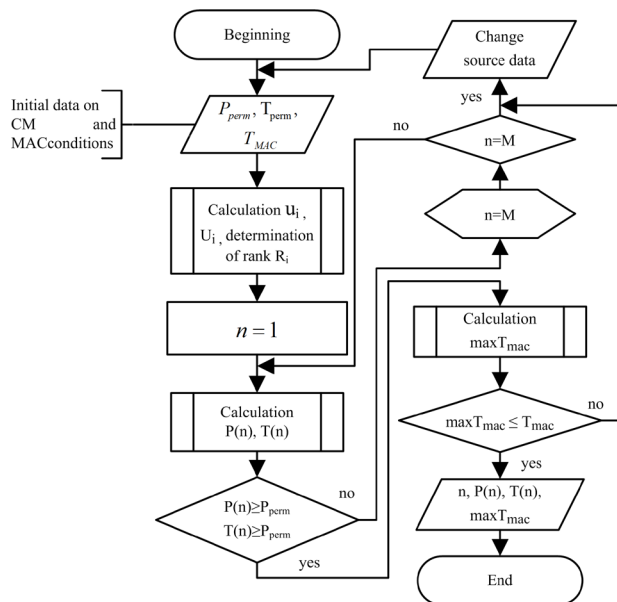 Beginning
Initial data on
CM and
MACconditions
P_perm, T_perm,
T_MAC
Calculation u_i,
U_i, determination
of rank R_i
n = 1
Calculation
P(n), T(n)
P(n)≥P_perm
T(n)≥P_perm
no
yes
Change
source data
yes
n=M
no
n=M
Calculation
maxT_mac
maxT_mac ≤ T_mac
no
yes
n, P(n), T(n),
maxT_mac
End